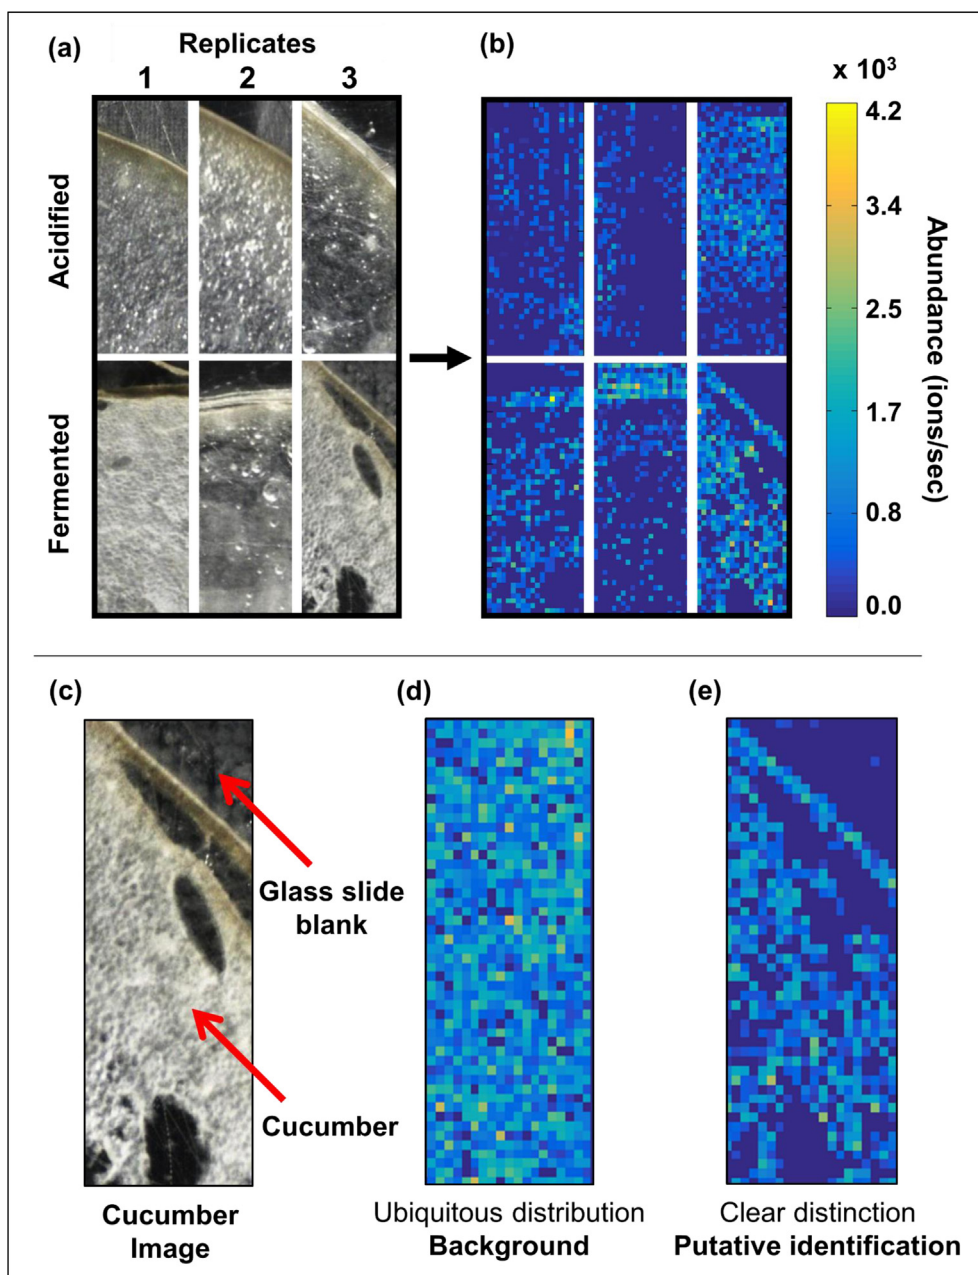 (a)
Replicates
1 2 3
Acidified
Fermented
(b)
x 10³
4.2
3.4
2.5
1.7
0.8
0.0
Abundance (ions/sec)
(c)
Glass slide
blank
Cucumber
Cucumber
Image
(d)
Ubiquitous distribution
Background
(e)
Clear distinction
Putative identification